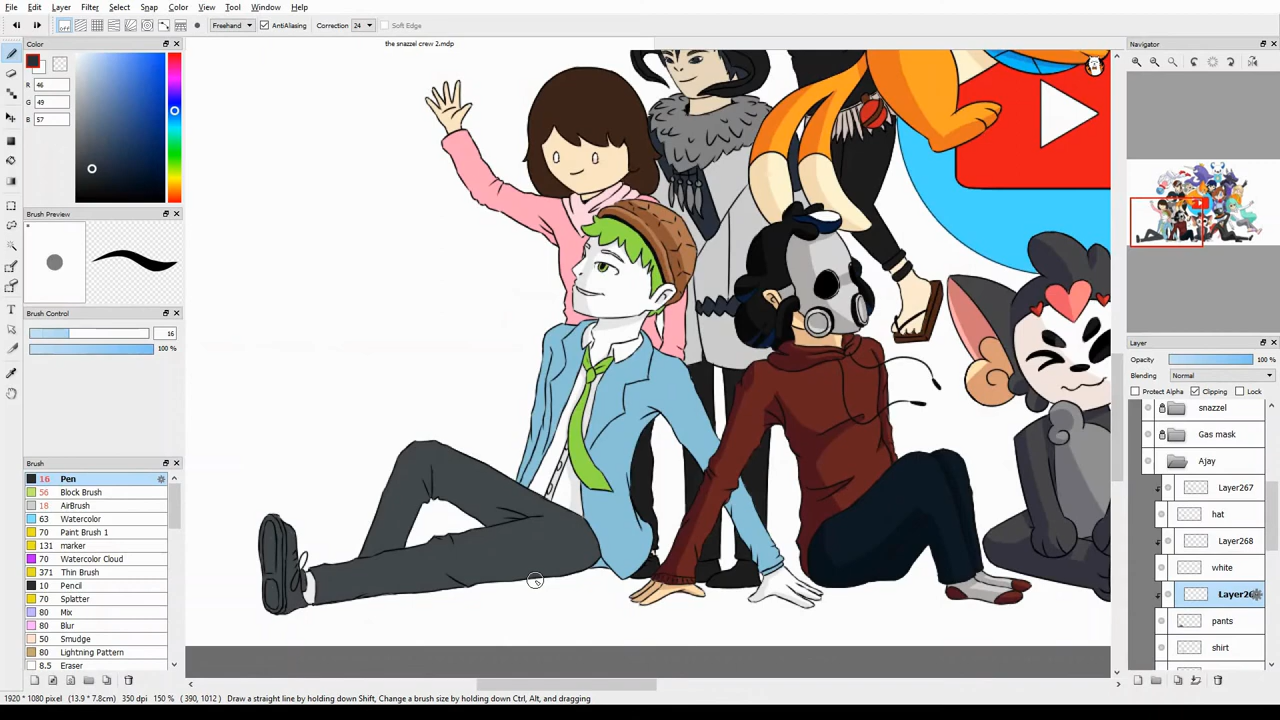 File Edit Layer Filter Select Snap Color View Tool Window Help
Freehand AntiAliasing Correction 24 Soft Edge
Color
the snazzel crew 2.mdp
Navigator
R 46
G 49
B 57
Brush Preview
Brush Control
16
100 %
Layer
Opacity 100 %
Blending Normal
Protect Alpha Clipping Lock
snazzel
Gas mask
Ajay
Layer267
hat
Layer268
white
pants
shirt
Brush
16 Pen
56 Block Brush
18 AirBrush
63 Watercolor
70 Paint Brush 1
131 marker
70 Watercolor Cloud
371 Thin Brush
10 Pencil
70 Splatter
80 Mix
80 Blur
50 Smudge
80 Lightning Pattern
8.5 Eraser
1920 * 1080 pixel (13.9 * 7.8cm) 350 dpi 150 % ( 390, 1012 ) Draw a straight line by holding down Shift, Change a brush size by holding down Ctrl, Alt, and dragging